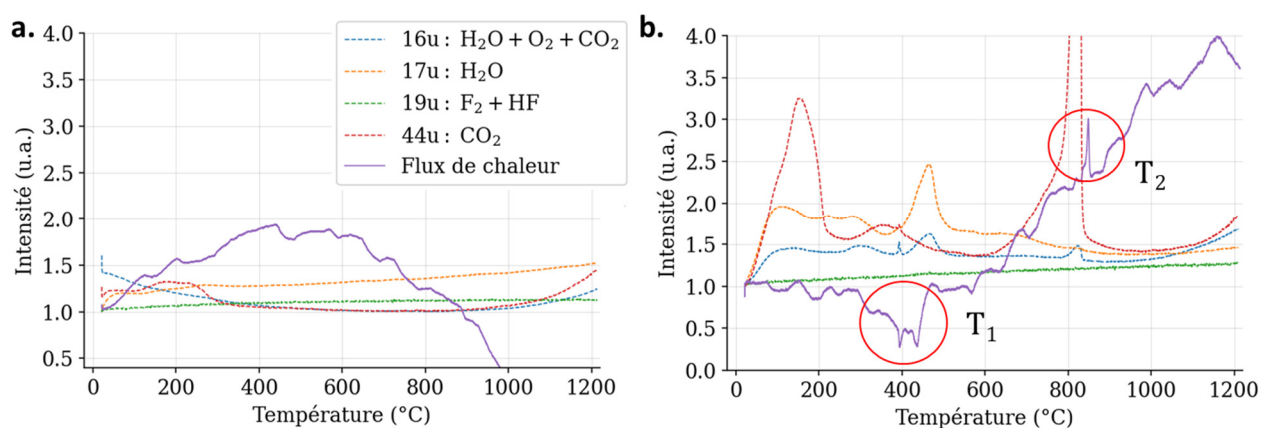 a.
4.0
3.5
3.0
2.5
2.0
1.5
1.0
0.5
Intensité (u.a.)
0
200
400
600
800
1000
1200
Température (°C)
16u : H₂O + O₂ + CO₂
17u : H₂O
19u : F₂ + HF
44u : CO₂
Flux de chaleur
b.
4.0
3.5
3.0
2.5
2.0
1.5
1.0
0.5
0.0
Intensité (u.a.)
T₁
T₂
0
200
400
600
800
1000
1200
Température (°C)